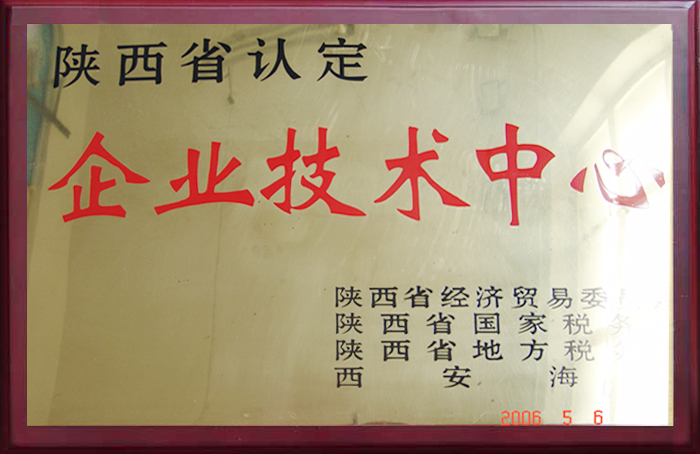 陕西省认定
企业技术中心
陕西省经济贸易委
陕西省国家税务
陕西省地方税
西安海
2006 5 6